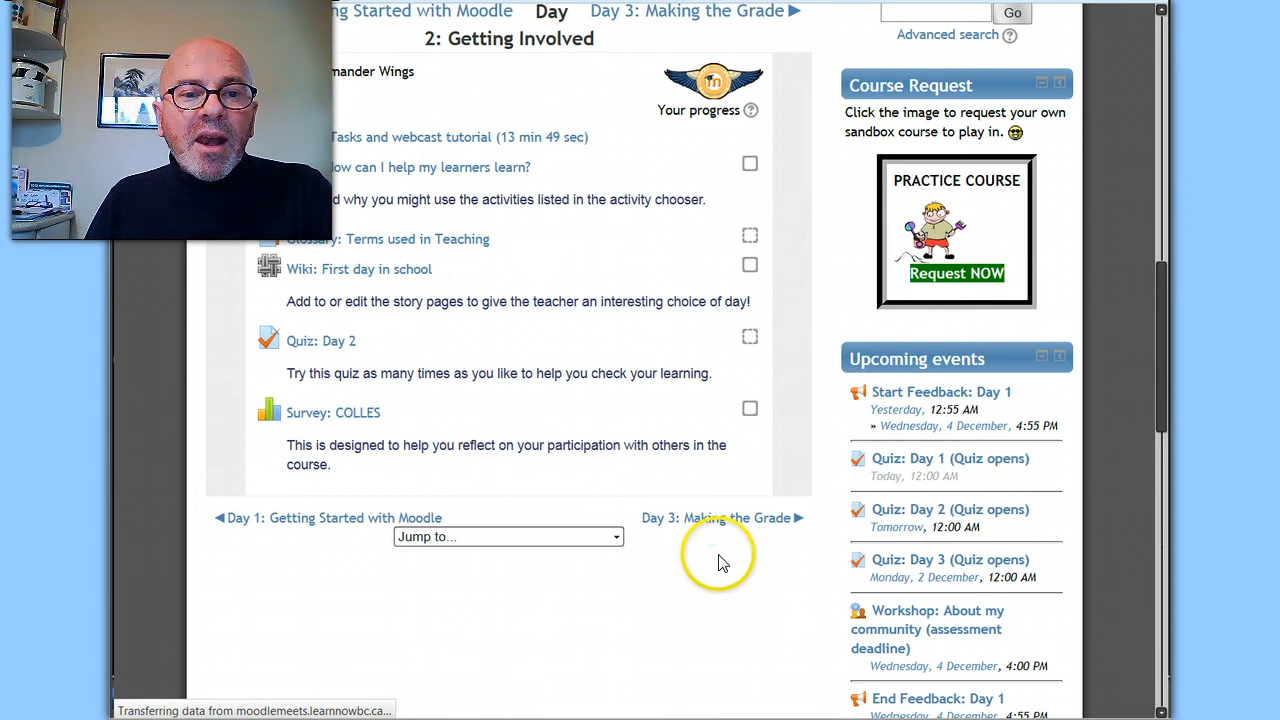 ng Started with Moodle Day Day 3: Making the Grade ▶
2: Getting Involved
mander Wings
Your progress
Tasks and webcast tutorial (13 min 49 sec)
ow can I help my learners learn?
d why you might use the activities listed in the activity chooser.
Glossary: Terms used in Teaching
Wiki: First day in school
Add to or edit the story pages to give the teacher an interesting choice of day!
Quiz: Day 2
Try this quiz as many times as you like to help you check your learning.
Survey: COLLES
This is designed to help you reflect on your participation with others in the
course.
◀ Day 1: Getting Started with Moodle
Day 3: Making the Grade ▶
Jump to...
Go
Advanced search
Course Request
Click the image to request your own
sandbox course to play in.
PRACTICE COURSE
Request NOW
Upcoming events
Start Feedback: Day 1
Yesterday, 12:55 AM
» Wednesday, 4 December, 4:55 PM
Quiz: Day 1 (Quiz opens)
Today, 12:00 AM
Quiz: Day 2 (Quiz opens)
Tomorrow, 12:00 AM
Quiz: Day 3 (Quiz opens)
Monday, 2 December, 12:00 AM
Workshop: About my
community (assessment
deadline)
Wednesday, 4 December, 4:00 PM
End Feedback: Day 1
Wednesday, 4 December, 4:55 PM
Transferring data from moodlemeets.learnnowbc.ca...